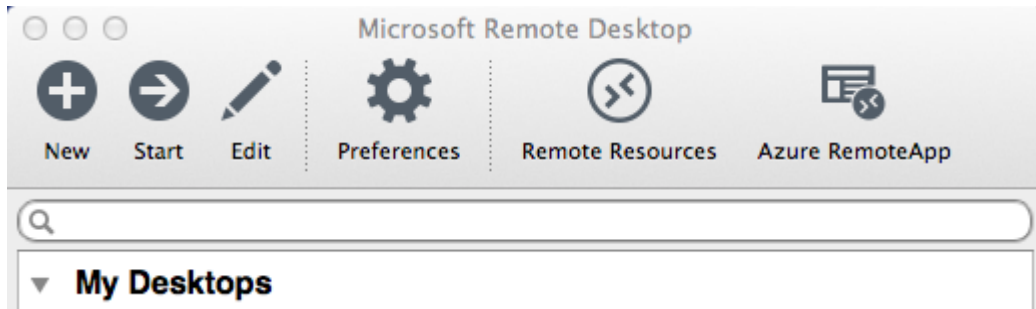 Microsoft Remote Desktop
New Start Edit Preferences Remote Resources Azure RemoteApp
My Desktops